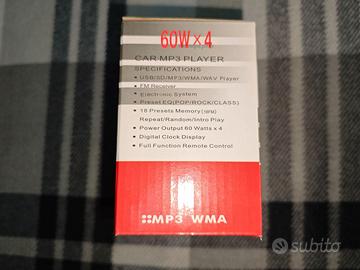 60W×4
CAR MP3 PLAYER
SPECIFICATIONS
USB/SD/MP3/WMA/WAV Player
FM Receiver
Electronic System
Preset EQ(POP/ROCK/CLASS)
18 Presets Memory
Repeat/Random/Intro Play
Power Output 60 Watts x 4
Digital Clock Display
Full Function Remote Control
MP3 WMA
subito